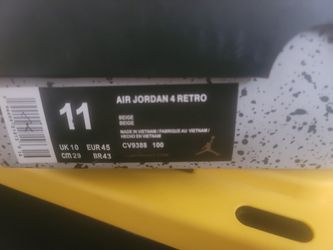 11
AIR JORDAN 4 RETRO
BEIGE
BEIGE
MADE IN VIETNAM / FABRIQUE AU VIETNAM /
HECHO EN VIETNAM
UK 10 EUR 45
CM 29 BR 43
CV9388 100